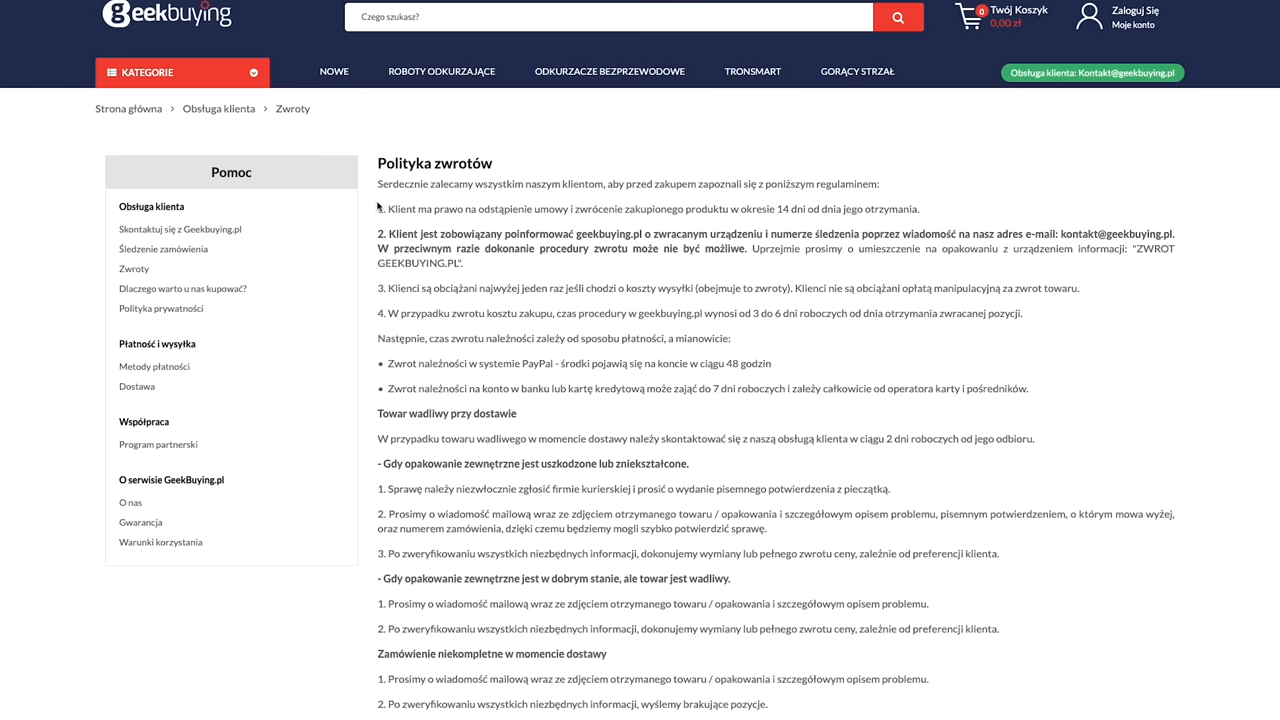 geekbuying
Czego szukasz?
0
Twój Koszyk
0,00 zł
Zaloguj Się
Moje konto
KATEGORIE
NOWE
ROBOTY ODKURZAJĄCE
ODKURZACZE BEZPRZEWODOWE
TRONSMART
GORĄCY STRZAŁ
Obsługa klienta: Kontakt@geekbuying.pl
Strona główna > Obsługa klienta > Zwroty
Pomoc
Obsługa klienta
Skontaktuj się z Geekbuying.pl
Śledzenie zamówienia
Zwroty
Dlaczego warto u nas kupować?
Polityka prywatności
Płatność i wysyłka
Metody płatności
Dostawa
Współpraca
Program partnerski
O serwisie GeekBuying.pl
O nas
Gwarancja
Warunki korzystania
Polityka zwrotów
Serdecznie zalecamy wszystkim naszym klientom, aby przed zakupem zapoznali się z poniższym regulaminem:
1. Klient ma prawo na odstąpienie umowy i zwrócenie zakupionego produktu w okresie 14 dni od dnia jego otrzymania.
2. Klient jest zobowiązany poinformować geekbuying.pl o zwracanym urządzeniu i numerze śledzenia poprzez wiadomość na nasz adres e-mail: kontakt@geekbuying.pl.
W przeciwnym razie dokonanie procedury zwrotu może nie być możliwe. Uprzejmie prosimy o umieszczenie na opakowaniu z urządzeniem informacji: "ZWROT
GEEKBUYING.PL".
3. Klienci są obciążani najwyżej jeden raz jeśli chodzi o koszty wysyłki (obejmuje to zwroty). Klienci nie są obciążani opłatą manipulacyjną za zwrot towaru.
4. W przypadku zwrotu kosztu zakupu, czas procedury w geekbuying.pl wynosi od 3 do 6 dni roboczych od dnia otrzymania zwracanej pozycji.
Następnie, czas zwrotu należności zależy od sposobu płatności, a mianowicie:
• Zwrot należności w systemie PayPal - środki pojawią się na koncie w ciągu 48 godzin
• Zwrot należności na konto w banku lub kartę kredytową może zająć do 7 dni roboczych i zależy całkowicie od operatora karty i pośredników.
Towar wadliwy przy dostawie
W przypadku towaru wadliwego w momencie dostawy należy skontaktować się z naszą obsługą klienta w ciągu 2 dni roboczych od jego odbioru.
- Gdy opakowanie zewnętrzne jest uszkodzone lub zniekształcone.
1. Sprawę należy niezwłocznie zgłosić firmie kurierskiej i prosić o wydanie pisemnego potwierdzenia z pieczątką.
2. Prosimy o wiadomość mailową wraz ze zdjęciem otrzymanego towaru / opakowania i szczegółowym opisem problemu, pisemnym potwierdzeniem, o którym mowa wyżej,
oraz numerem zamówienia, dzięki czemu będziemy mogli szybko potwierdzić sprawę.
3. Po zweryfikowaniu wszystkich niezbędnych informacji, dokonujemy wymiany lub pełnego zwrotu ceny, zależnie od preferencji klienta.
- Gdy opakowanie zewnętrzne jest w dobrym stanie, ale towar jest wadliwy.
1. Prosimy o wiadomość mailową wraz ze zdjęciem otrzymanego towaru / opakowania i szczegółowym opisem problemu.
2. Po zweryfikowaniu wszystkich niezbędnych informacji, dokonujemy wymiany lub pełnego zwrotu ceny, zależnie od preferencji klienta.
Zamówienie niekompletne w momencie dostawy
1. Prosimy o wiadomość mailową wraz ze zdjęciem otrzymanego towaru / opakowania i szczegółowym opisem problemu.
2. Po zweryfikowaniu wszystkich niezbędnych informacji, wyślemy brakujące pozycje.